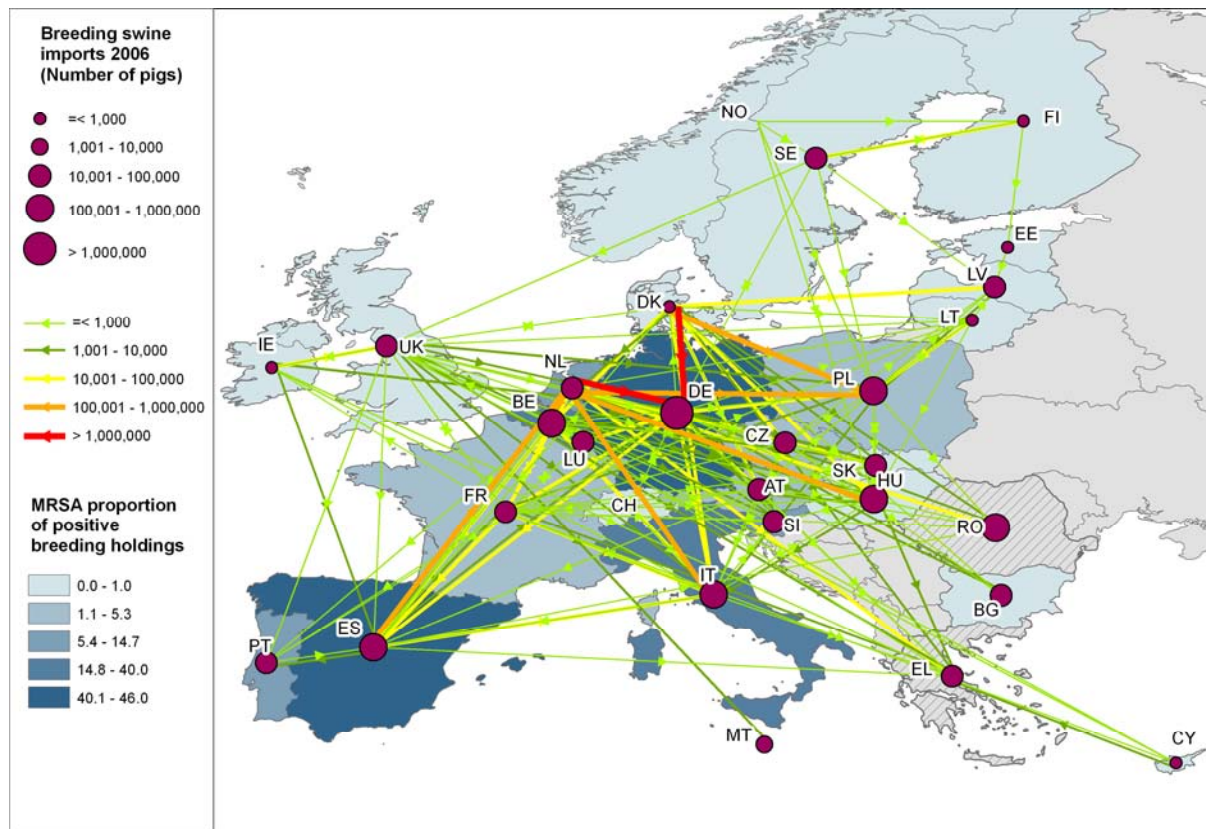 Breeding swine
imports 2006
(Number of pigs)
=< 1,000
1,001 - 10,000
10,001 - 100,000
100,001 - 1,000,000
> 1,000,000
=< 1,000
1,001 - 10,000
10,001 - 100,000
100,001 - 1,000,000
> 1,000,000
MRSA proportion
of positive
breeding holdings
0.0 - 1.0
1.1 - 5.3
5.4 - 14.7
14.8 - 40.0
40.1 - 46.0
NO
FI
SE
EE
LV
DK
LT
IE
UK
NL
PL
DE
BE
CZ
LU
SK
HU
AT
FR
CH
SI
RO
IT
BG
ES
PT
EL
MT
CY